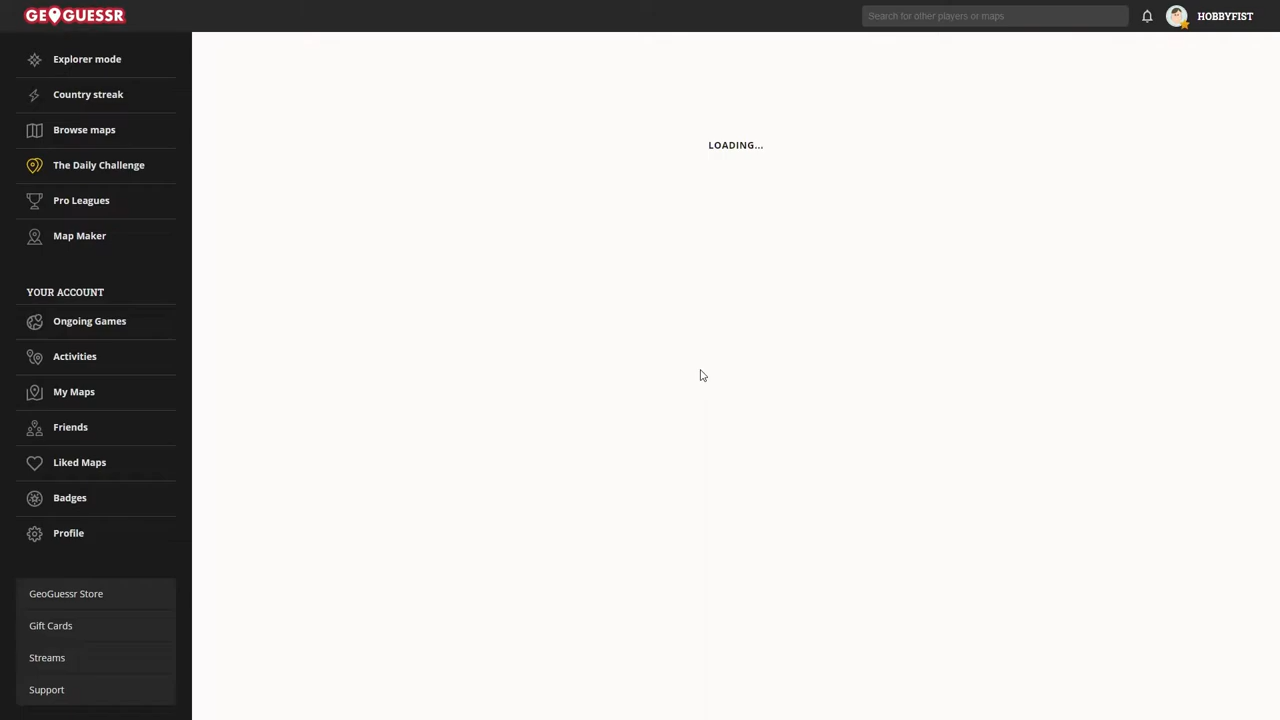 GEOGUESSR
Search for other players or maps
HOBBYFIST
Explorer mode
Country streak
Browse maps
The Daily Challenge
Pro Leagues
Map Maker
YOUR ACCOUNT
Ongoing Games
Activities
My Maps
Friends
Liked Maps
Badges
Profile
GeoGuessr Store
Gift Cards
Streams
Support
LOADING...